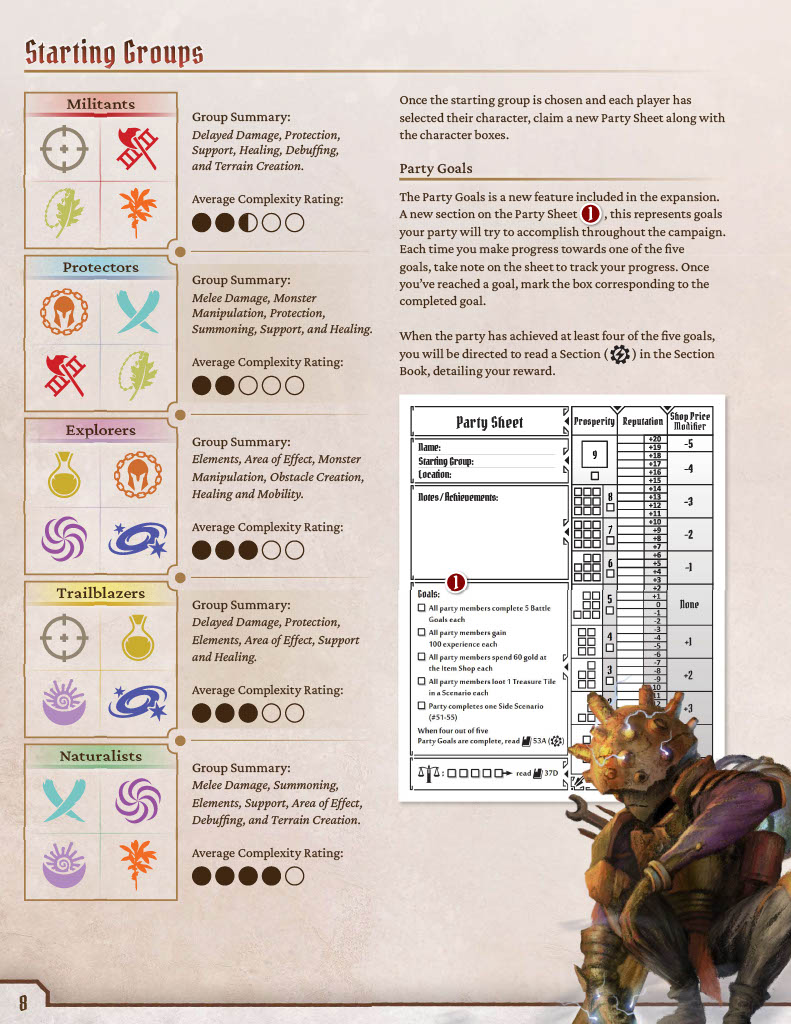 Starting Groups
Militants
Group Summary:
Delayed Damage, Protection,
Support, Healing, Debuffing,
and Terrain Creation.
Average Complexity Rating:
Protectors
Group Summary:
Melee Damage, Monster
Manipulation, Protection,
Summoning, Support, and Healing.
Average Complexity Rating:
Explorers
Group Summary:
Elements, Area of Effect, Monster
Manipulation, Obstacle Creation,
Healing and Mobility.
Average Complexity Rating:
Trailblazers
Group Summary:
Delayed Damage, Protection,
Elements, Area of Effect, Support
and Healing.
Average Complexity Rating:
Naturalists
Group Summary:
Melee Damage, Summoning,
Elements, Support, Area of Effect,
Debuffing, and Terrain Creation.
Average Complexity Rating:
Once the starting group is chosen and each player has
selected their character, claim a new Party Sheet along with
the character boxes.
Party Goals
The Party Goals is a new feature included in the expansion.
A new section on the Party Sheet 1, this represents goals
your party will try to accomplish throughout the campaign.
Each time you make progress towards one of the five
goals, take note on the sheet to track your progress. Once
you've reached a goal, mark the box corresponding to the
completed goal.
When the party has achieved at least four of the five goals,
you will be directed to read a Section ( ) in the Section
Book, detailing your reward.
Party Sheet
Name:
Starting Group:
Location:
Notes/Achievements:
1
Goals:
All party members complete 5 Battle
Goals each
All party members gain
100 experience each
All party members spend 60 gold at
the Item Shop each
All party members loot 1 Treasure Tile
in a Scenario each
Party completes one Side Scenario
(#51-55)
When four out of five
Party Goals are complete, read 53A ( )
: read 37D
Prosperity
9
8
7
6
5
4
3
2
Reputation
+20
+19
+18
+17
+16
+15
+14
+13
+12
+11
+10
+9
+8
+7
+6
+5
+4
+3
+2
+1
0
-1
-2
-3
-4
-5
-6
-7
-8
-9
Shop Price
Modifier
-5
-4
-3
-2
-1
None
+1
+2
+3
8